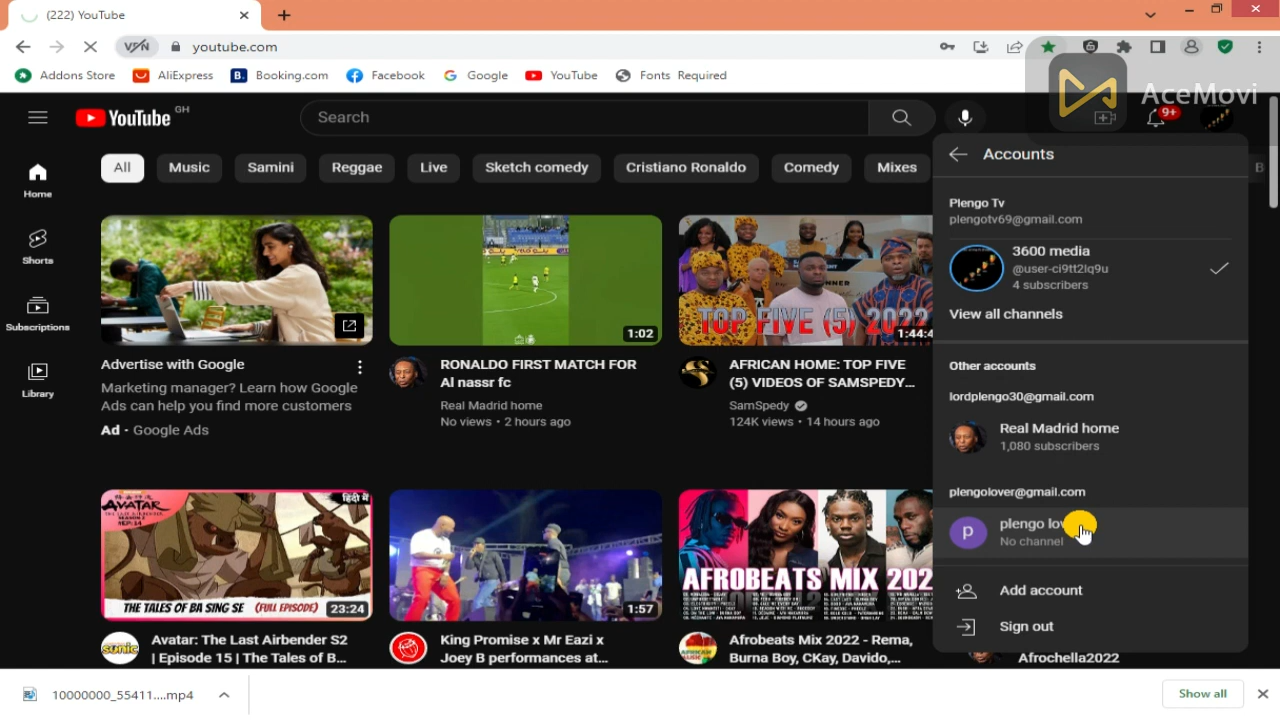 (222) YouTube
VPN
youtube.com
Addons Store
AliExpress
B.
Booking.com
Facebook
Google
YouTube
Fonts Required
AceMovi
YouTube GH
Search
9+
All
Music
Samini
Reggae
Live
Sketch comedy
Cristiano Ronaldo
Comedy
Mixes
B
Home
Shorts
Subscriptions
Library
Advertise with Google
Marketing manager? Learn how Google
Ads can help you find more customers
Ad · Google Ads
1:02
RONALDO FIRST MATCH FOR
Al nassr fc
Real Madrid home
No views • 2 hours ago
TOP FIVE (5) 2022
1:44:4
AFRICAN HOME: TOP FIVE
(5) VIDEOS OF SAMSPEDY...
SamSpedy
124K views • 14 hours ago
AVATAR
हिंदी में
THE TALES OF BA SING SE (FULL EPISODE)
23:24
SONIC
Avatar: The Last Airbender S2
| Episode 15 | The Tales of B...
1:57
King Promise x Mr Eazi x
Joey B performances at...
AFROBEATS MIX 202
Afrobeats Mix 2022 - Rema,
Burna Boy, CKay, Davido,...
Afrochella2022
Accounts
Plengo Tv
plengotv69@gmail.com
3600 media
@user-ci9tt2lq9u
4 subscribers
View all channels
Other accounts
lordplengo30@gmail.com
Real Madrid home
1,080 subscribers
plengolover@gmail.com
p
plengo lo
No channel
Add account
Sign out
10000000_55411....mp4
Show all